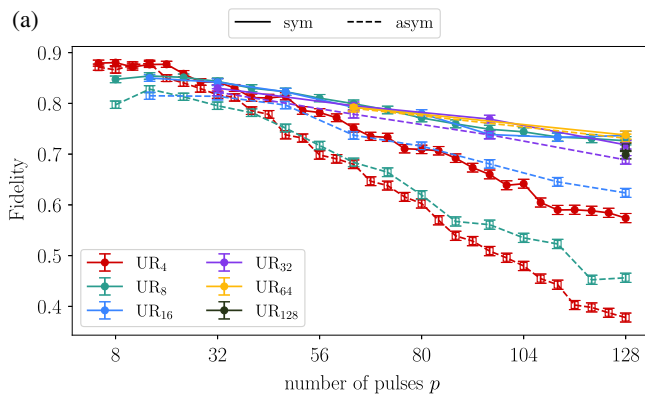 (a)
sym asym
0.9
0.8
0.7
0.6
0.5
0.4
Fidelity
UR₄ UR₃₂
UR₈ UR₆₄
UR₁₆ UR₁₂₈
8 32 56 80 104 128
number of pulses p